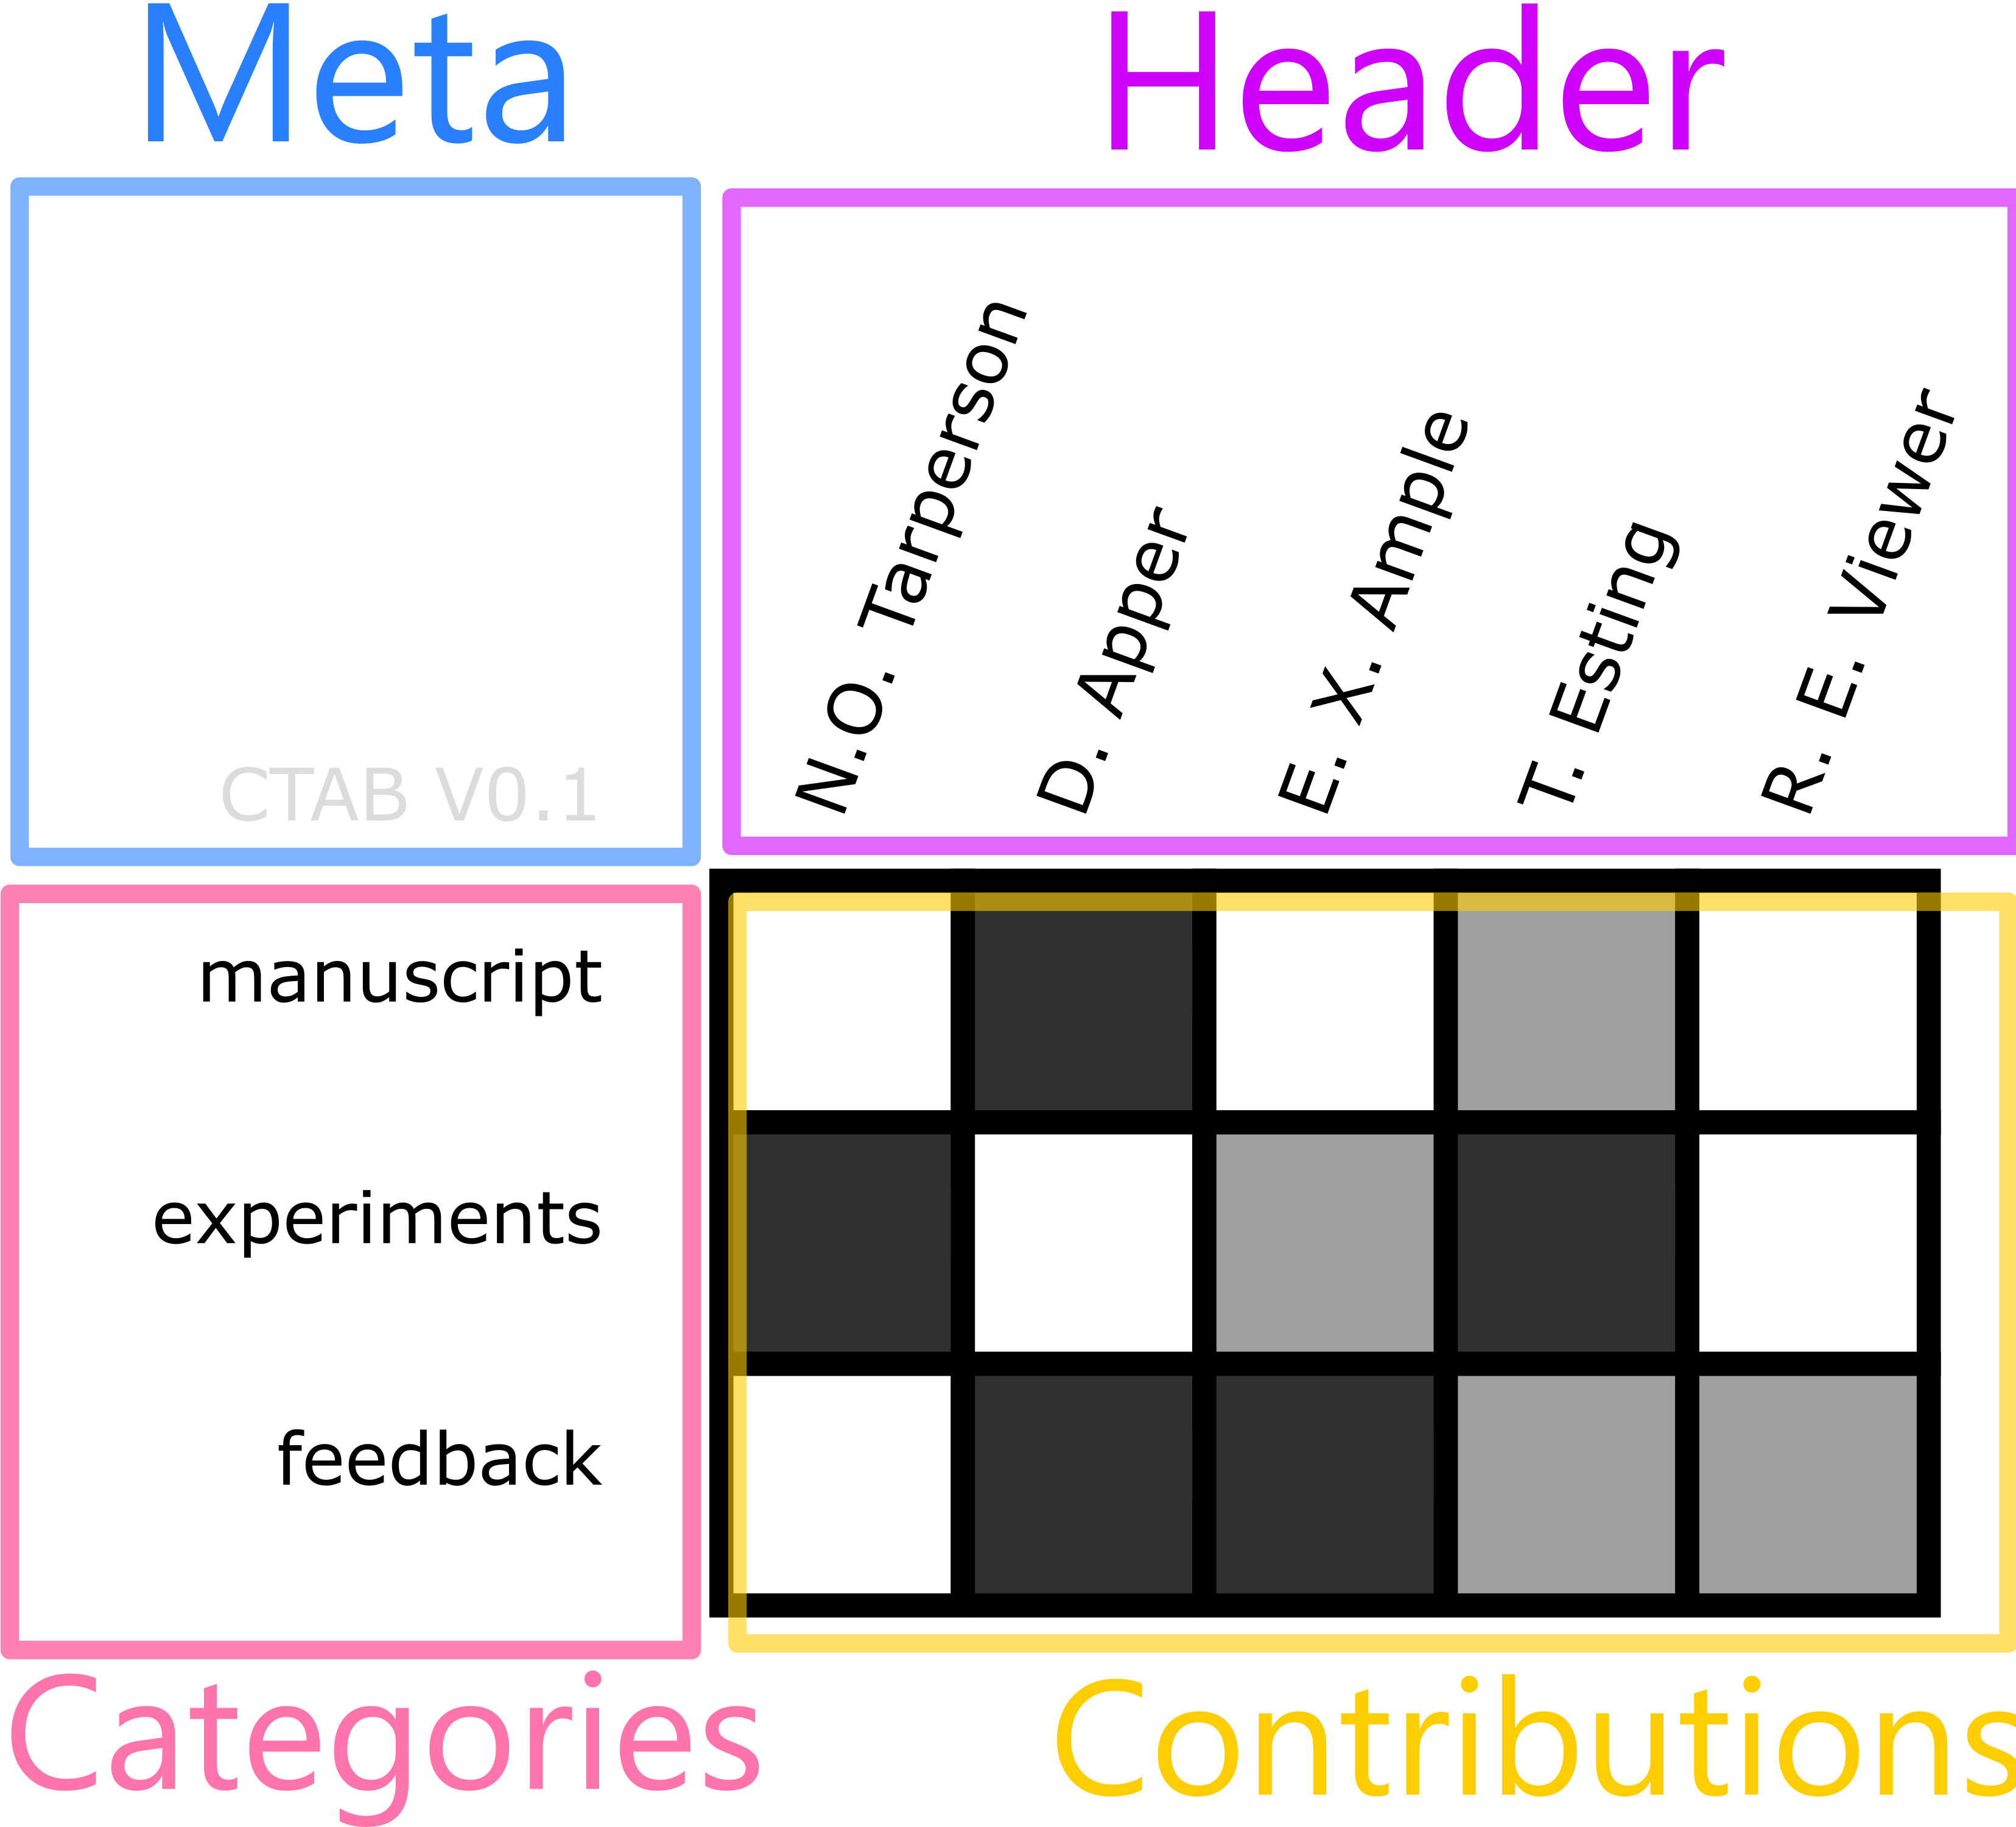 Meta
Header
N.O. Tarperson
D. Apper
E. X. Ample
T. Esting
R. E. Viewer
CTAB V0.1
manuscript
experiments
feedback
Categories
Contributions